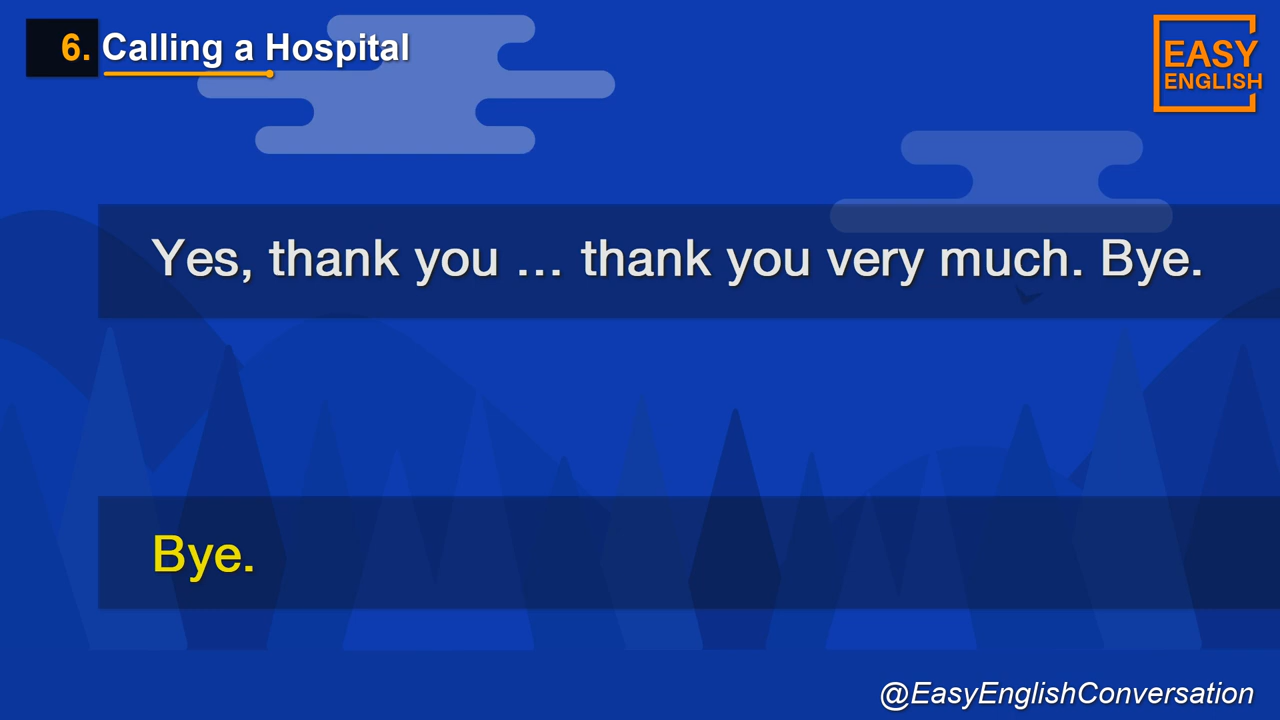 6. Calling a Hospital
EASY
ENGLISH
Yes, thank you ... thank you very much. Bye.
Bye.
@EasyEnglishConversation